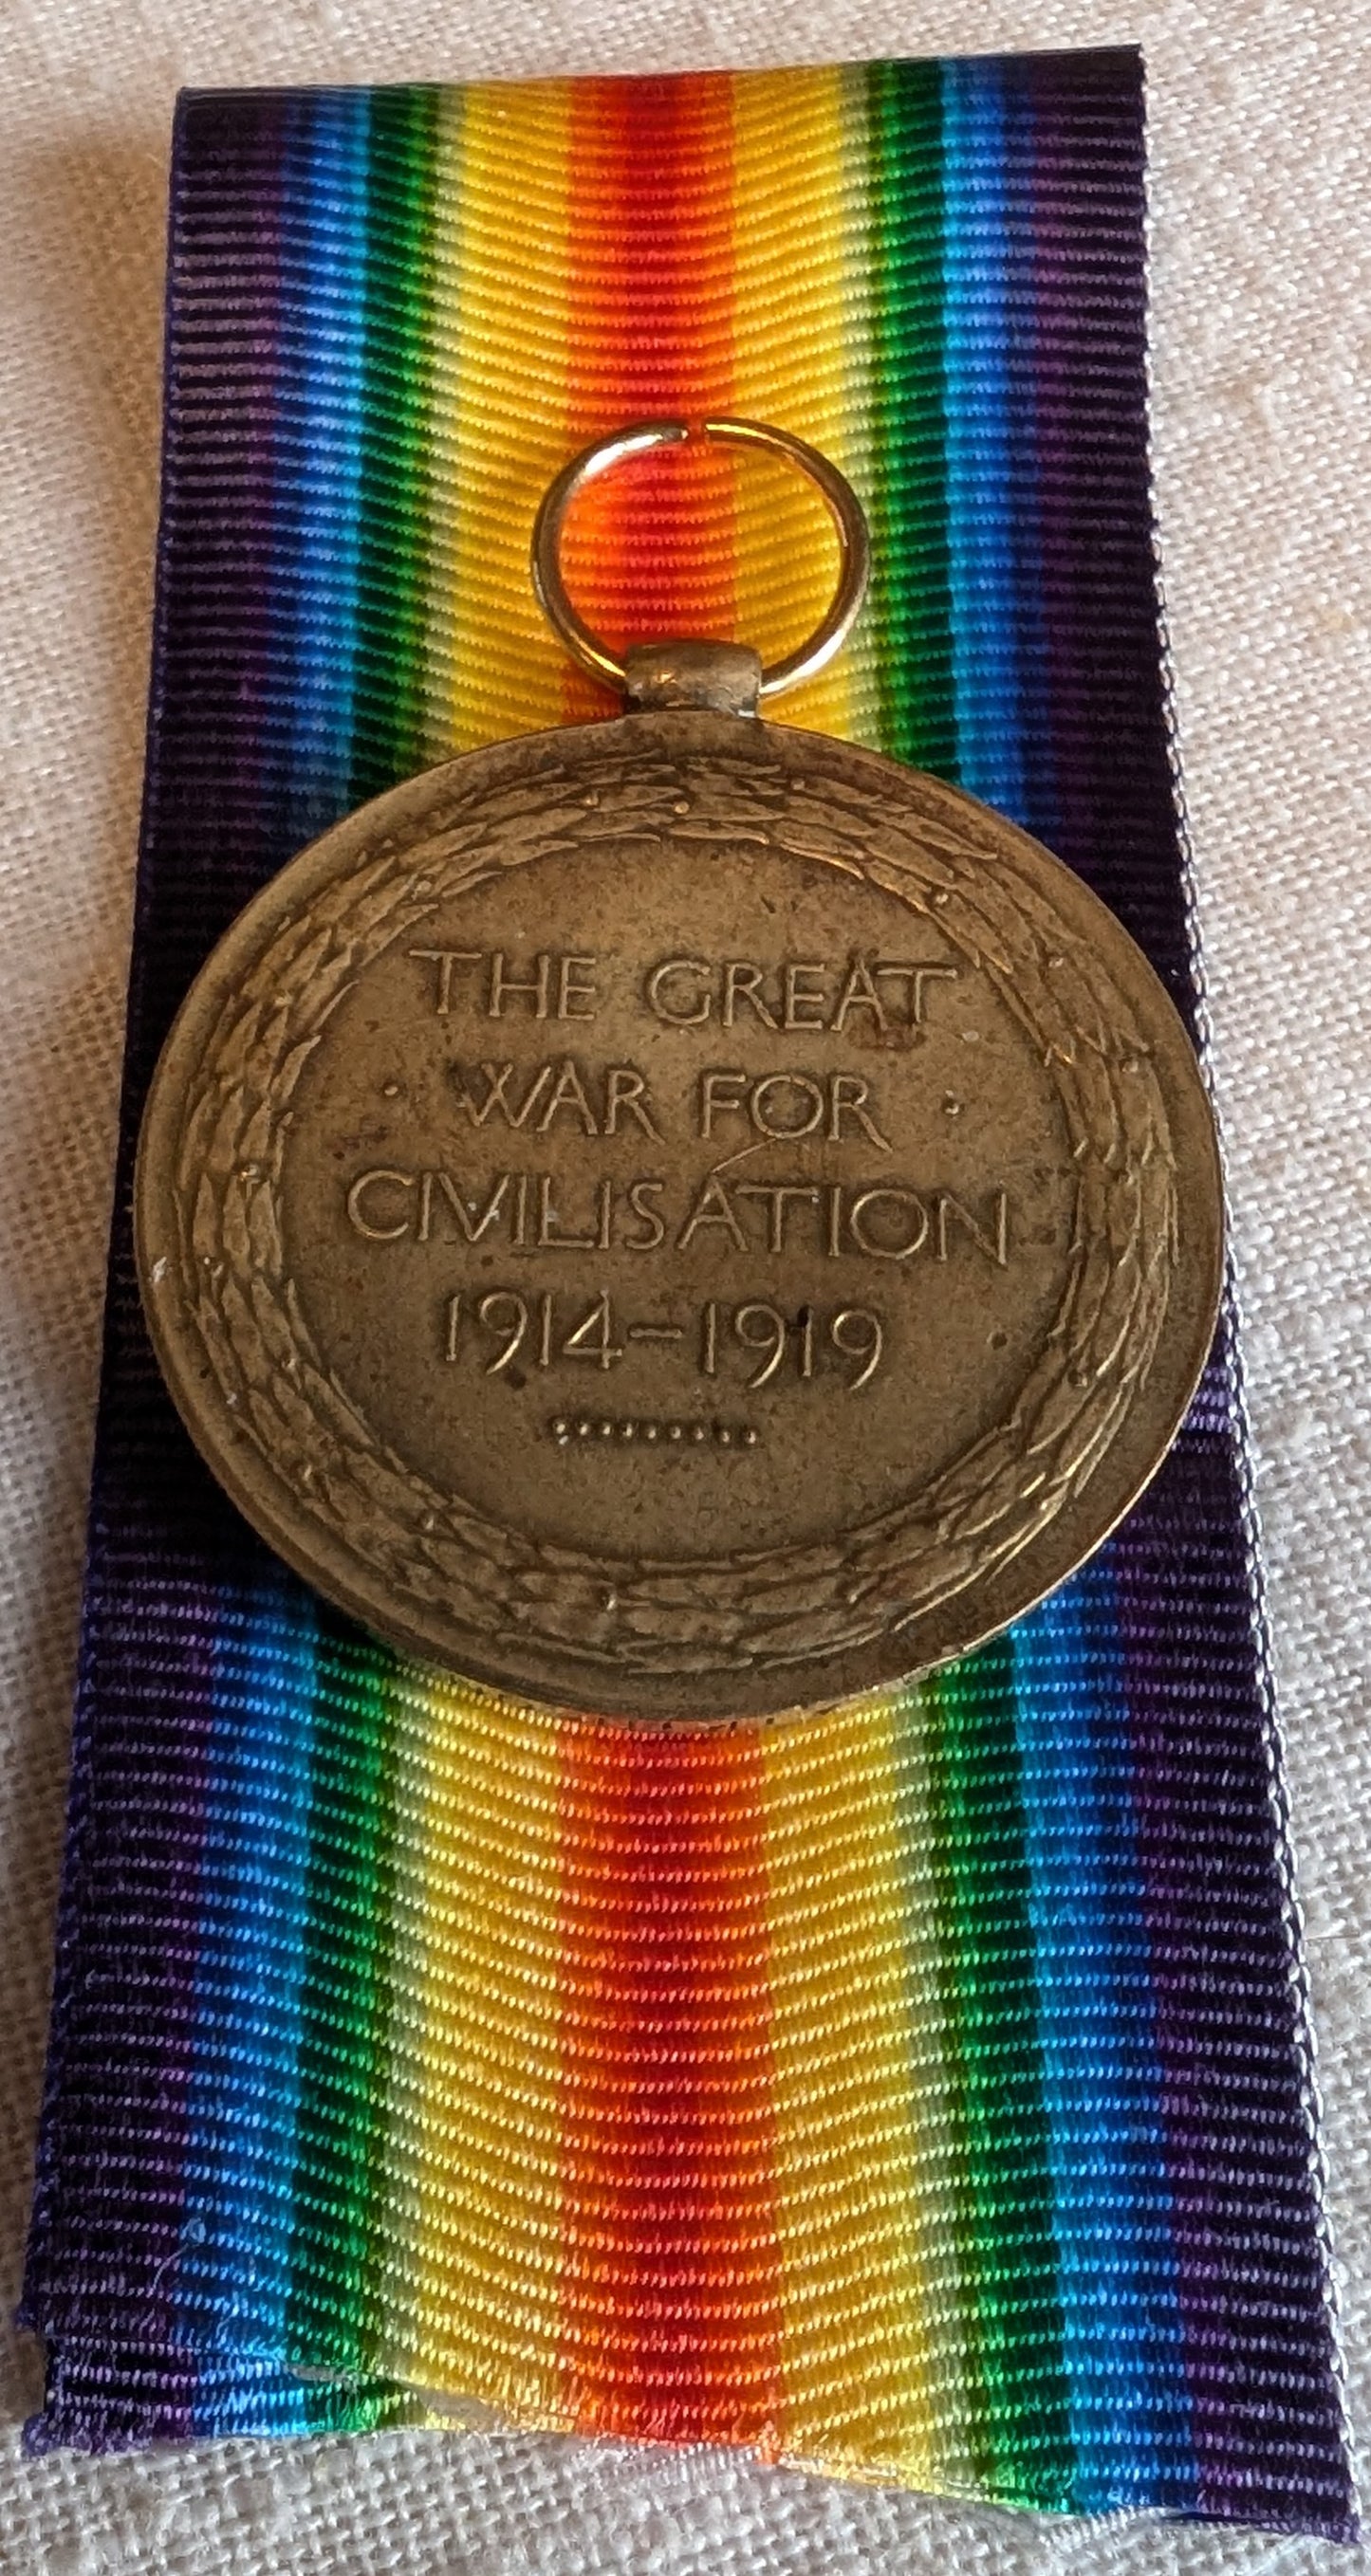 THE GREAT
· WAR FOR ·
CIVILISATION
1914–1919